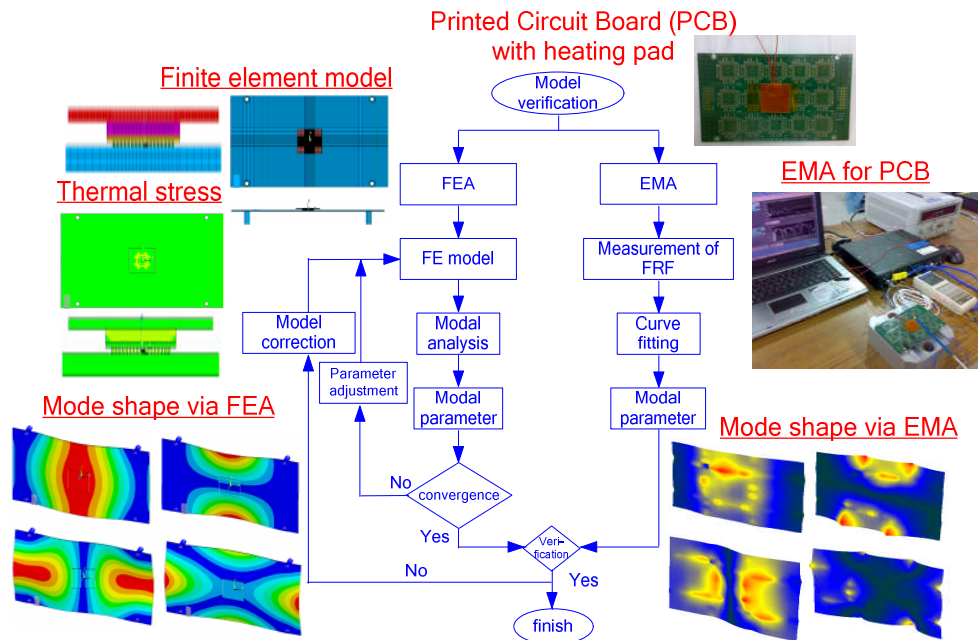 Printed Circuit Board (PCB)
with heating pad
Finite element model
Model
verification
Thermal stress
EMA for PCB
FEA
EMA
FE model
Measurement of
FRF
Model
correction
Modal
analysis
Curve
fitting
Parameter
adjustment
Modal
parameter
Modal
parameter
Mode shape via FEA
Mode shape via EMA
No
convergence
Yes
Veri-
fication
No
Yes
finish